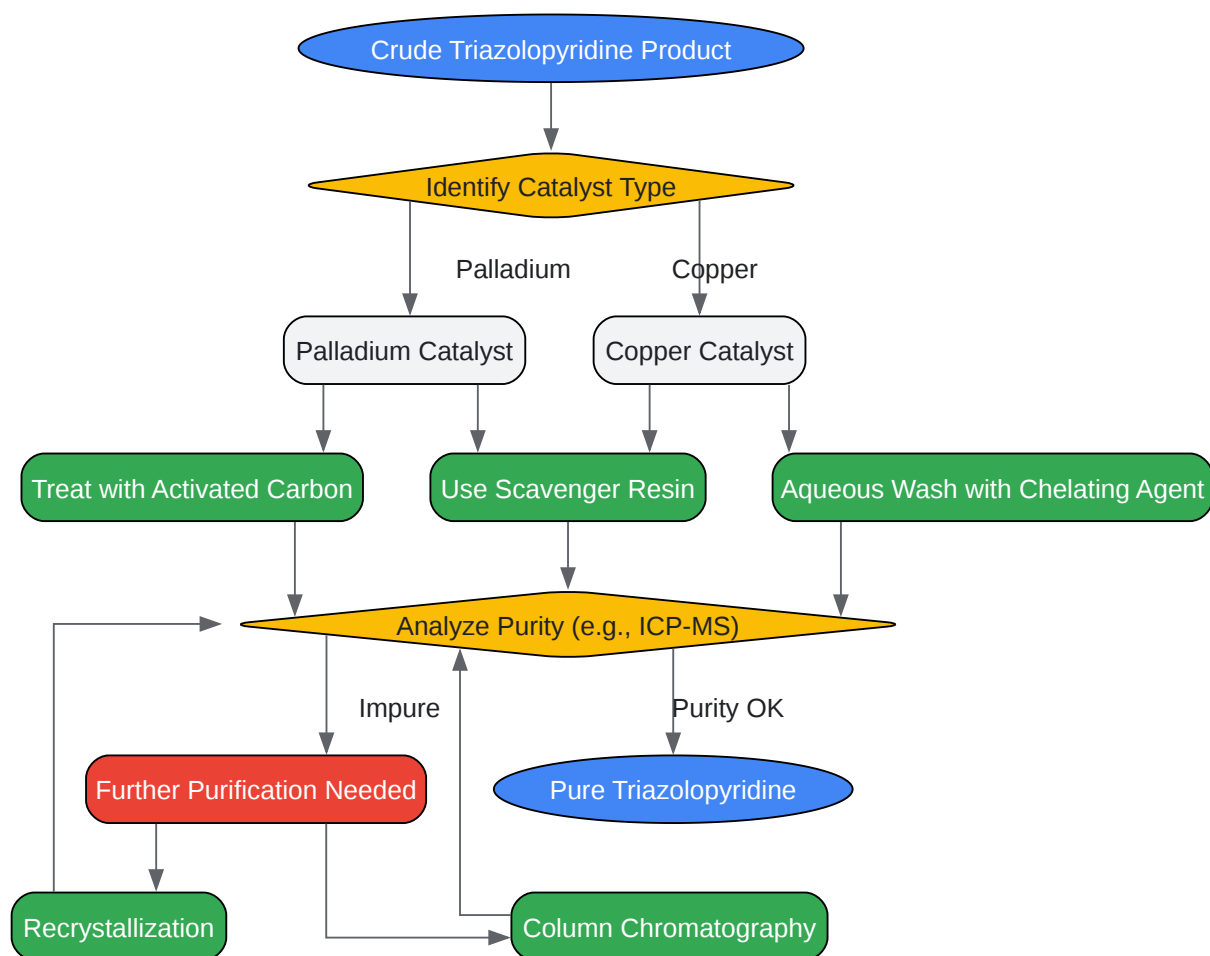 Crude Triazolopyridine Product
Identify Catalyst Type
Palladium
Copper
Palladium Catalyst
Copper Catalyst
Treat with Activated Carbon
Use Scavenger Resin
Aqueous Wash with Chelating Agent
Analyze Purity (e.g., ICP-MS)
Impure
Purity OK
Further Purification Needed
Pure Triazolopyridine
Recrystallization
Column Chromatography